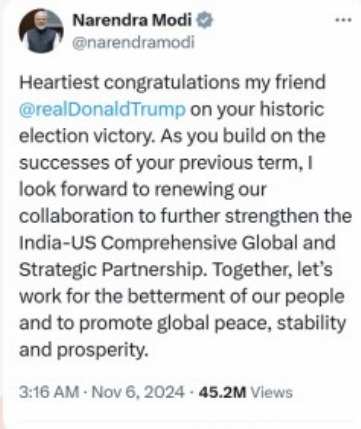 Narendra Modi
@narendramodi
Heartiest congratulations my friend
@realDonaldTrump on your historic
election victory. As you build on the
successes of your previous term, I
look forward to renewing our
collaboration to further strengthen the
India-US Comprehensive Global and
Strategic Partnership. Together, let’s
work for the betterment of our people
and to promote global peace, stability
and prosperity.
3:16 AM · Nov 6, 2024 · 45.2M Views